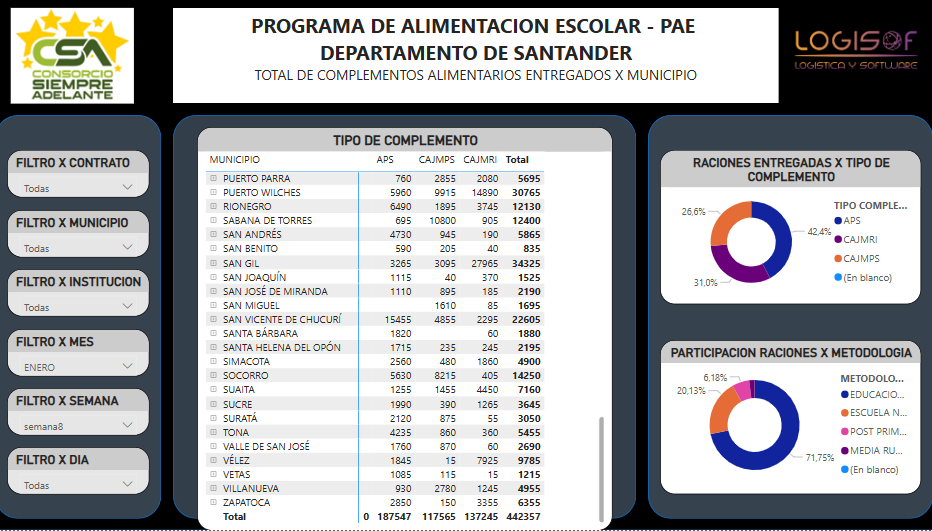 CSA
CONSORCIO
SIEMPRE
ADELANTE
PROGRAMA DE ALIMENTACION ESCOLAR - PAE
DEPARTAMENTO DE SANTANDER
TOTAL DE COMPLEMENTOS ALIMENTARIOS ENTREGADOS X MUNICIPIO
LOGISOF
LOGISTICA Y SOFTWARE
FILTRO X CONTRATO
Todas
FILTRO X MUNICIPIO
Todas
FILTRO X INSTITUCION
Todas
FILTRO X MES
ENERO
FILTRO X SEMANA
semana8
FILTRO X DIA
Todas
TIPO DE COMPLEMENTO
MUNICIPIO APS CAJMPS CAJMRI Total
PUERTO PARRA 760 2855 2080 5695
PUERTO WILCHES 5960 9915 14890 30765
RIONEGRO 6490 1895 3745 12130
SABANA DE TORRES 695 10800 905 12400
SAN ANDRÉS 4730 945 190 5865
SAN BENITO 590 205 40 835
SAN GIL 3265 3095 27965 34325
SAN JOAQUÍN 1115 40 370 1525
SAN JOSÉ DE MIRANDA 1110 895 185 2190
SAN MIGUEL 1610 85 1695
SAN VICENTE DE CHUCURÍ 15455 4855 2295 22605
SANTA BÁRBARA 1820 60 1880
SANTA HELENA DEL OPÓN 1715 235 245 2195
SIMACOTA 2560 480 1860 4900
SOCORRO 5630 8215 405 14250
SUAITA 1255 1455 4450 7160
SUCRE 1990 390 1265 3645
SURATÁ 2120 875 55 3050
TONA 4235 860 360 5455
VALLE DE SAN JOSÉ 1760 870 60 2690
VÉLEZ 1845 15 7925 9785
VETAS 1085 115 15 1215
VILLANUEVA 930 2780 1245 4955
ZAPATOCA 2850 150 3355 6355
Total 0 187547 117565 137245 442357
RACIONES ENTREGADAS X TIPO DE
COMPLEMENTO
26,6%
42,4%
31,0%
TIPO COMPLE...
APS
CAJMRI
CAJMPS
(En blanco)
PARTICIPACION RACIONES X METODOLOGIA
6,18%
20,13%
71,75%
METODOLO...
EDUCACIO...
ESCUELA N...
POST PRIM...
MEDIA RU...
(En blanco)